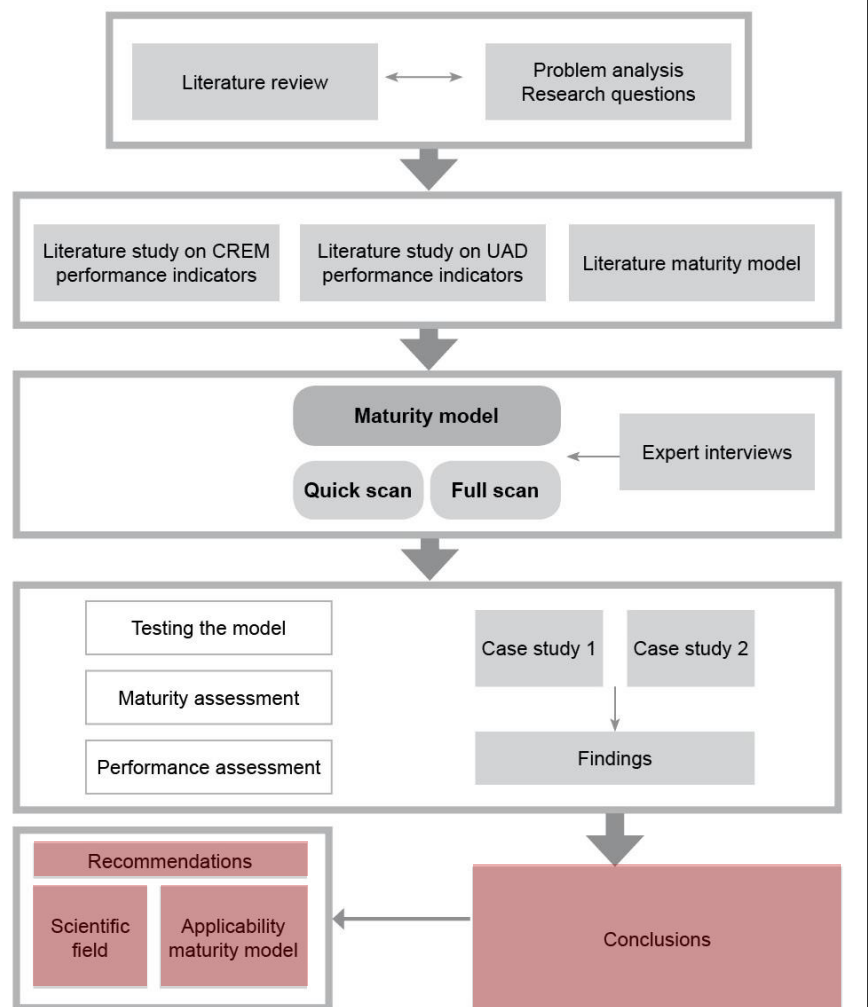 Literature review
Problem analysis
Research questions
Literature study on CREM
performance indicators
Literature study on UAD
performance indicators
Literature maturity model
Maturity model
Quick scan
Full scan
Expert interviews
Testing the model
Maturity assessment
Performance assessment
Case study 1
Case study 2
Findings
Recommendations
Scientific
field
Applicability
maturity model
Conclusions